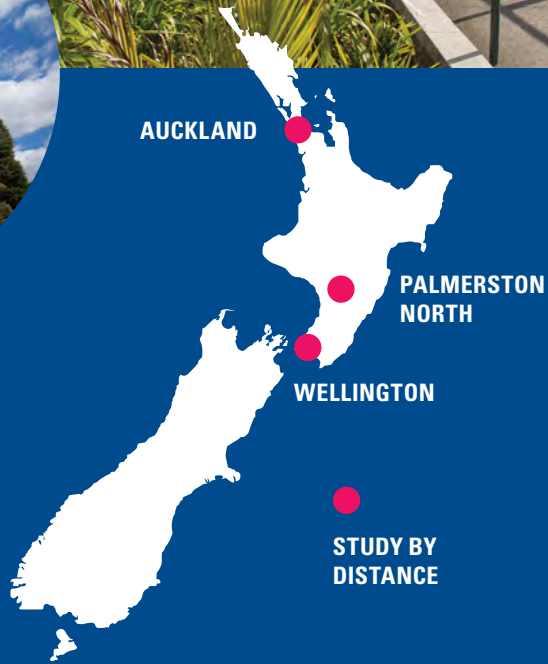 AUCKLAND
PALMERSTON
NORTH
WELLINGTON
STUDY BY
DISTANCE